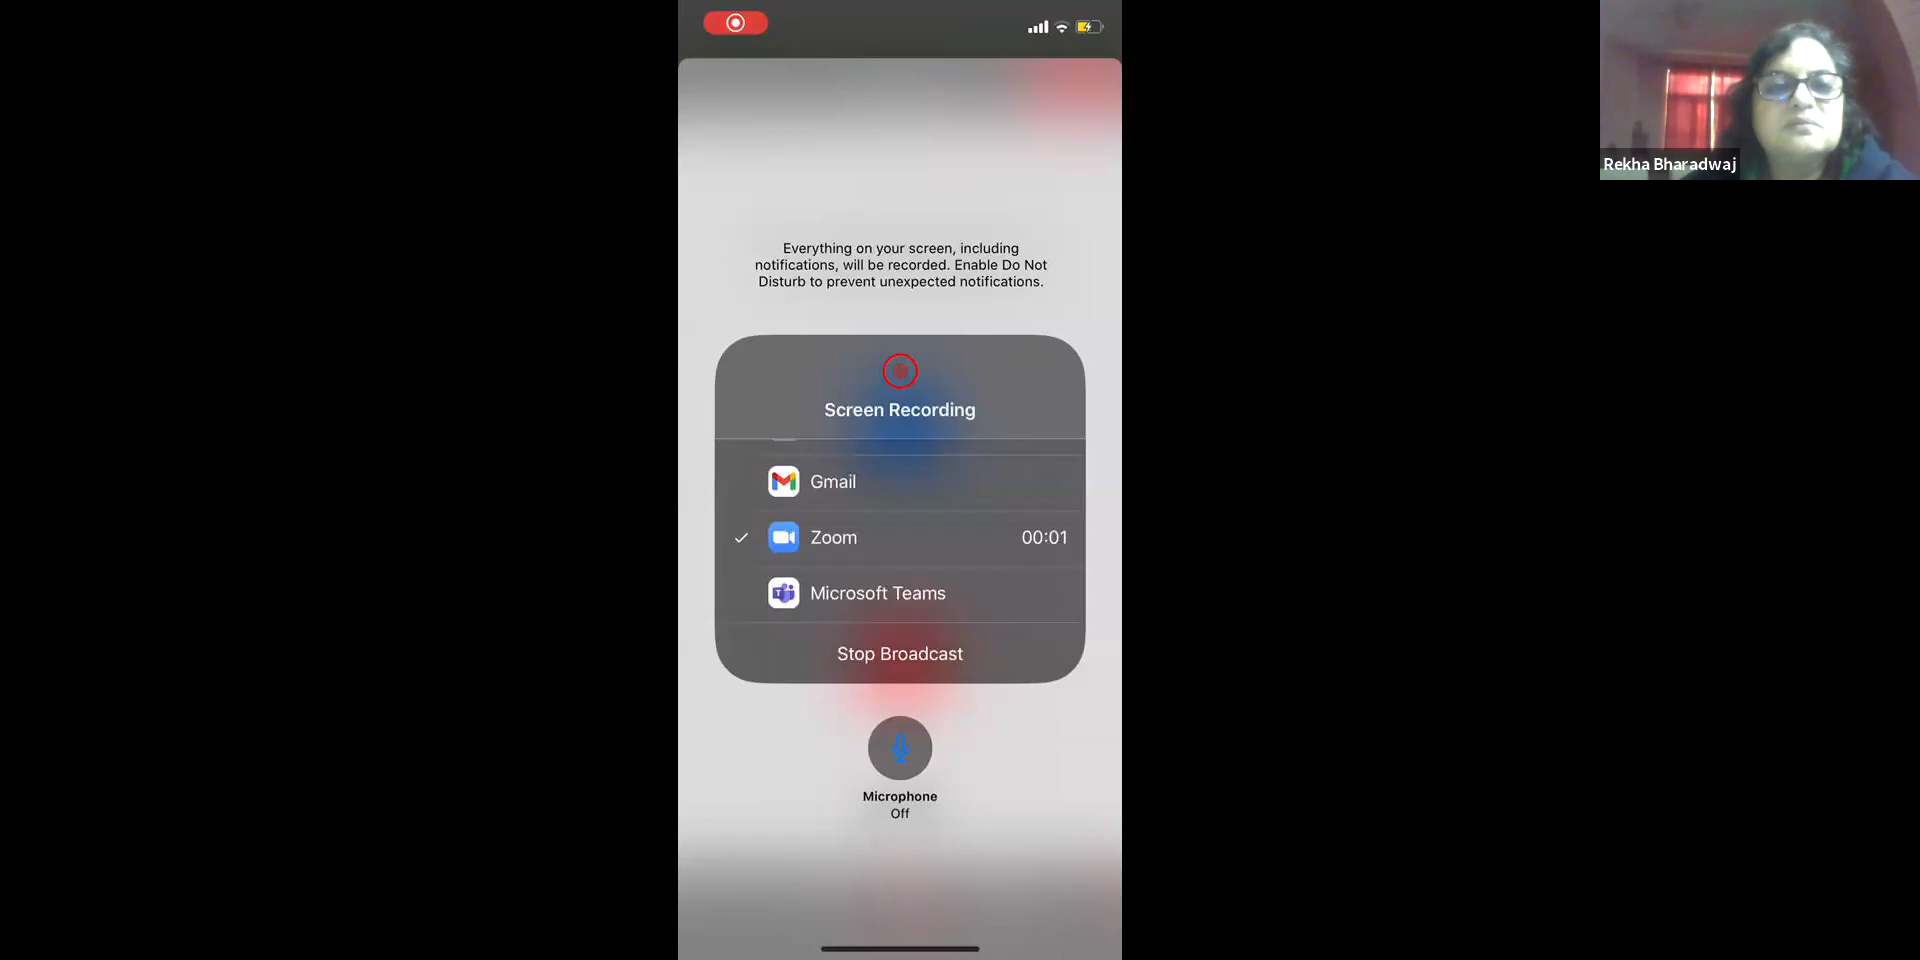 Rekha Bharadwaj
Everything on your screen, including
notifications, will be recorded. Enable Do Not
Disturb to prevent unexpected notifications.
Screen Recording
Gmail
Zoom 00:01
Microsoft Teams
Stop Broadcast
Microphone
Off